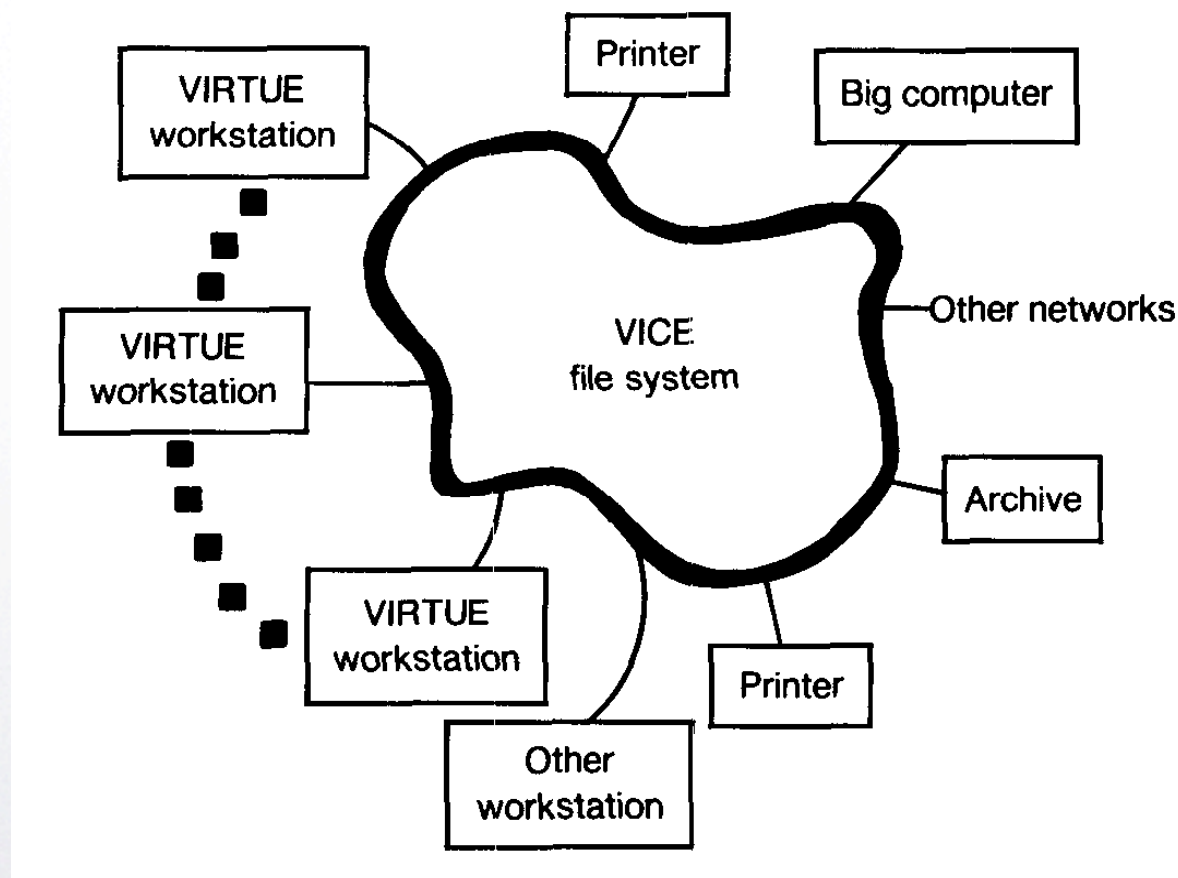 Printer
VIRTUE
workstation
Big computer
VIRTUE
workstation
VICE
file system
Other networks
Archive
VIRTUE
workstation
Printer
Other
workstation